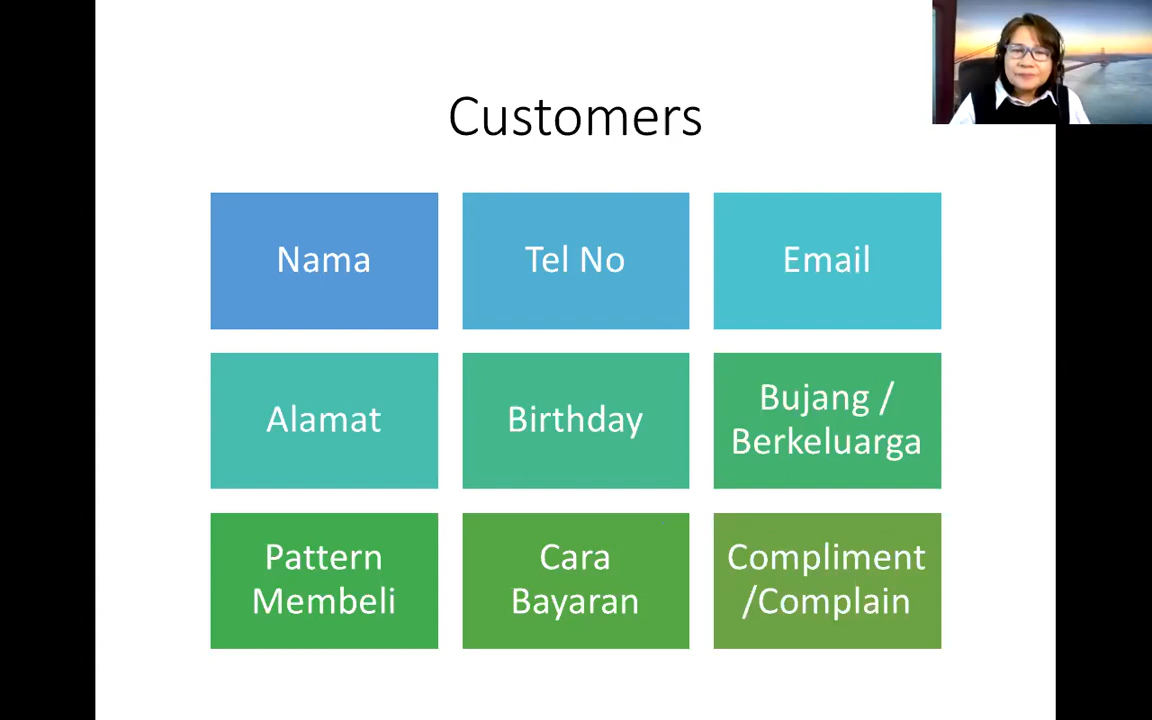 Customers
Nama
Tel No
Email
Alamat
Birthday
Bujang /
Berkeluarga
Pattern
Membeli
Cara
Bayaran
Compliment
/Complain